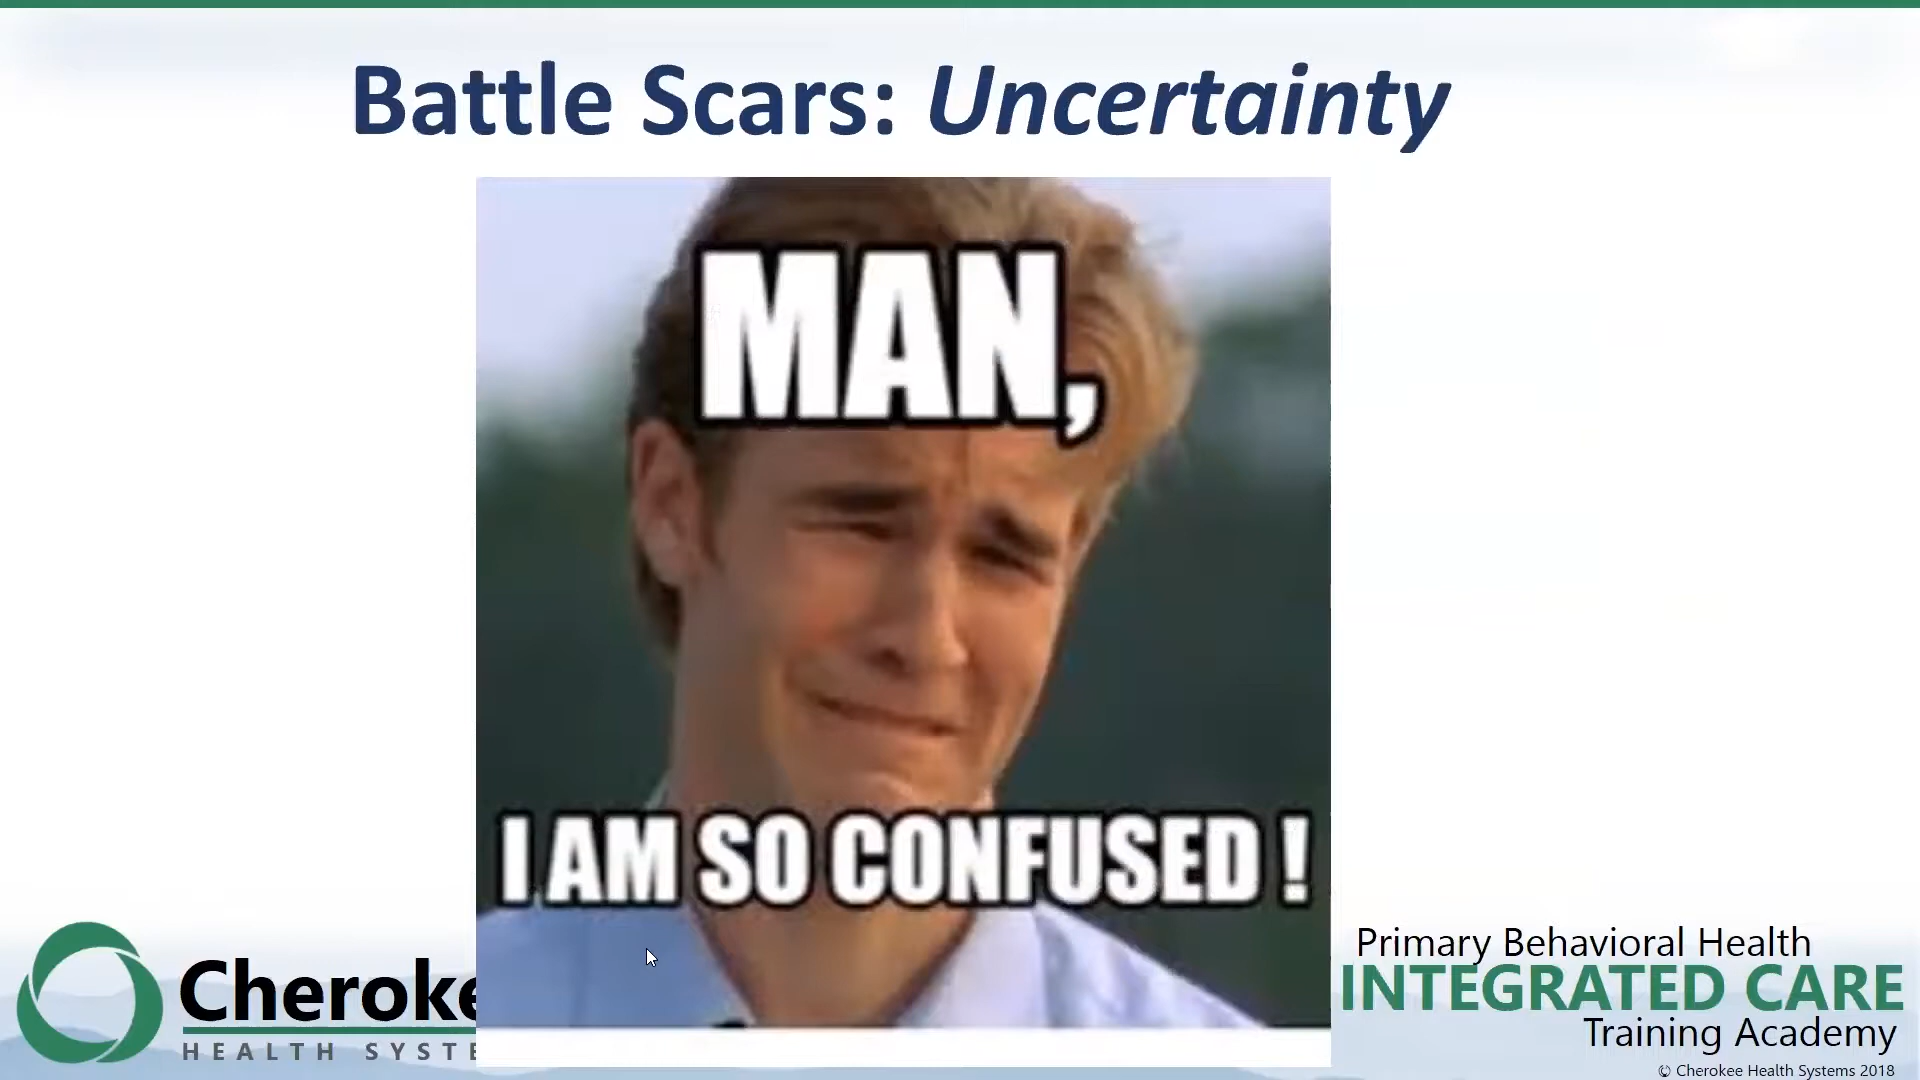 Battle Scars: Uncertainty
MAN,
I AM SO CONFUSED !
Cheroke
HEALTH SYSTE
Primary Behavioral Health
INTEGRATED CARE
Training Academy
© Cherokee Health Systems 2018